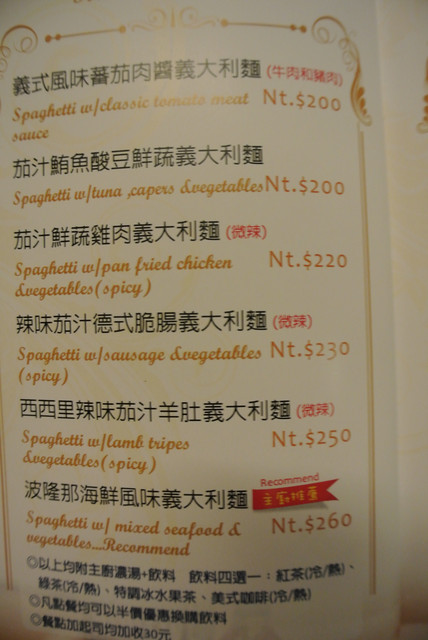 義式風味蕃茄肉醬義大利麵 (牛肉和豬肉)
Spaghetti w/classic tomato meat Nt.$200
sauce
茄汁鮪魚酸豆鮮蔬義大利麵
Spaghetti w/tuna ,capers &vegetables Nt.$200
茄汁鮮蔬雞肉義大利麵 (微辣)
Spaghetti w/pan fried chicken Nt.$220
&vegetables(spicy)
辣味茄汁德式脆腸義大利麵 (微辣)
Spaghetti w/sausage &vegetables Nt.$230
(spicy)
西西里辣味茄汁羊肚義大利麵 (微辣)
Spaghetti w/lamb tripes Nt.$250
&vegetables(spicy)
波隆那海鮮風味義大利麵 Recommend
主廚推薦
Spaghetti w/ mixed seafood & Nt.$260
vegetables...Recommend
◎以上均附主廚濃湯+飲料 飲料四選一：紅茶(冷/熱)、
綠茶(冷/熱)、特調冰水果茶、美式咖啡(冷/熱)
◎凡點餐均可以半價優惠換購飲料
◎餐點加起司均加收30元